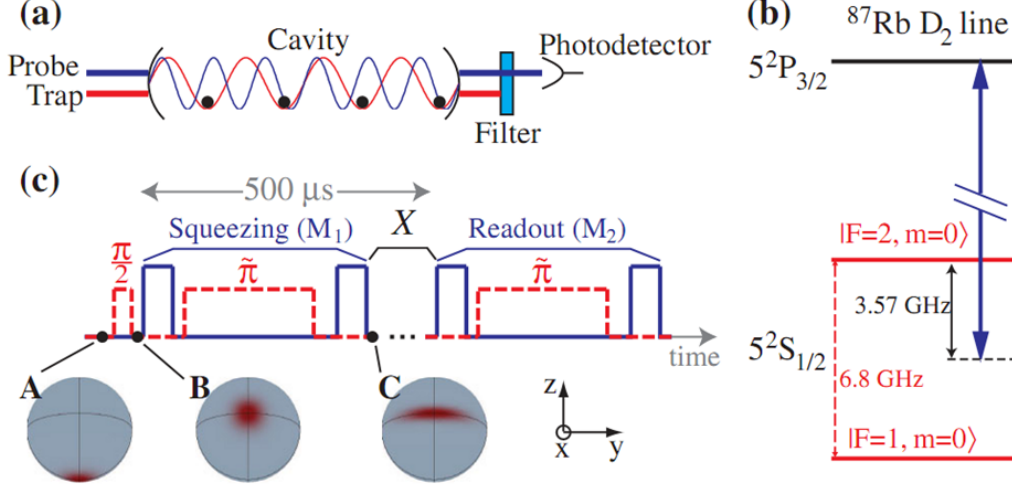 (a)
Cavity
Probe
Trap
Photodetector
Filter
(b)
⁸⁷Rb D₂ line
5²P₃/₂
|F=2, m=0⟩
3.57 GHz
5²S₁/₂
6.8 GHz
|F=1, m=0⟩
(c)
500 μs
Squeezing (M₁)
X
Readout (M₂)
π/2
π̃
π̃
...
time
A
B
C
z
x
y